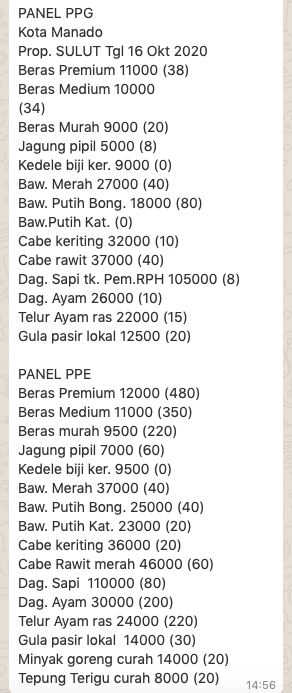 PANEL PPG
Kota Manado
Prop. SULUT Tgl 16 Okt 2020
Beras Premium 11000 (38)
Beras Medium 10000
(34)
Beras Murah 9000 (20)
Jagung pipil 5000 (8)
Kedele biji ker. 9000 (0)
Baw. Merah 27000 (40)
Baw. Putih Bong. 18000 (80)
Baw.Putih Kat. (0)
Cabe keriting 32000 (10)
Cabe rawit 37000 (40)
Dag. Sapi tk. Pem.RPH 105000 (8)
Dag. Ayam 26000 (10)
Telur Ayam ras 22000 (15)
Gula pasir lokal 12500 (20)

PANEL PPE
Beras Premium 12000 (480)
Beras Medium 11000 (350)
Beras murah 9500 (220)
Jagung pipil 7000 (60)
Kedele biji ker. 9500 (0)
Baw. Merah 37000 (40)
Baw. Putih Bong. 25000 (40)
Baw. Putih Kat. 23000 (20)
Cabe keriting 36000 (20)
Cabe Rawit merah 46000 (60)
Dag. Sapi  110000 (80)
Dag. Ayam 30000 (200)
Telur Ayam ras 24000 (220)
Gula pasir lokal  14000 (30)
Minyak goreng curah 14000 (20)
Tepung Terigu curah 8000 (20)
14:56